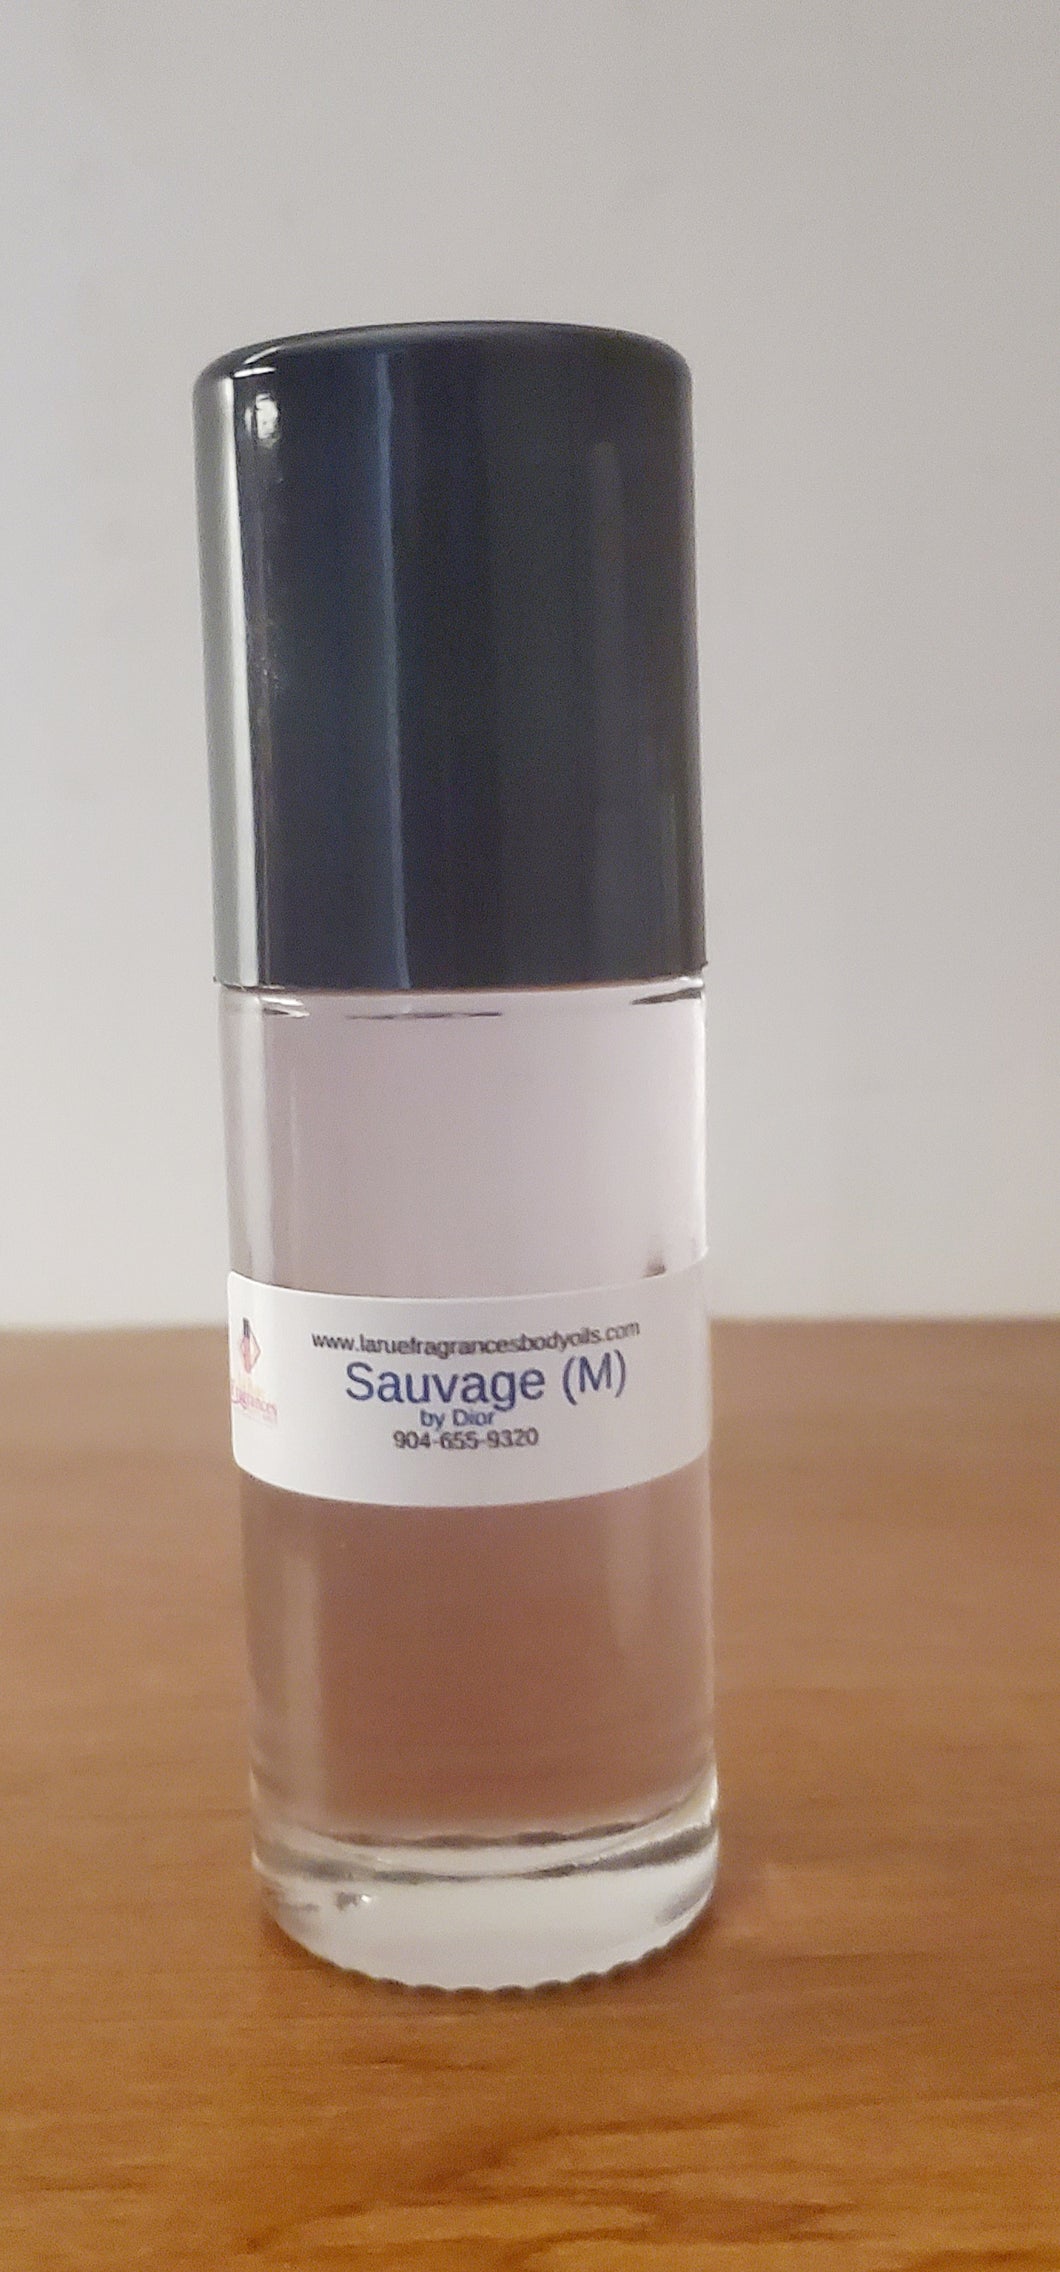 www.laruefragrancesbodyoils.com
Sauvage (M)
by Dior
904-655-9320